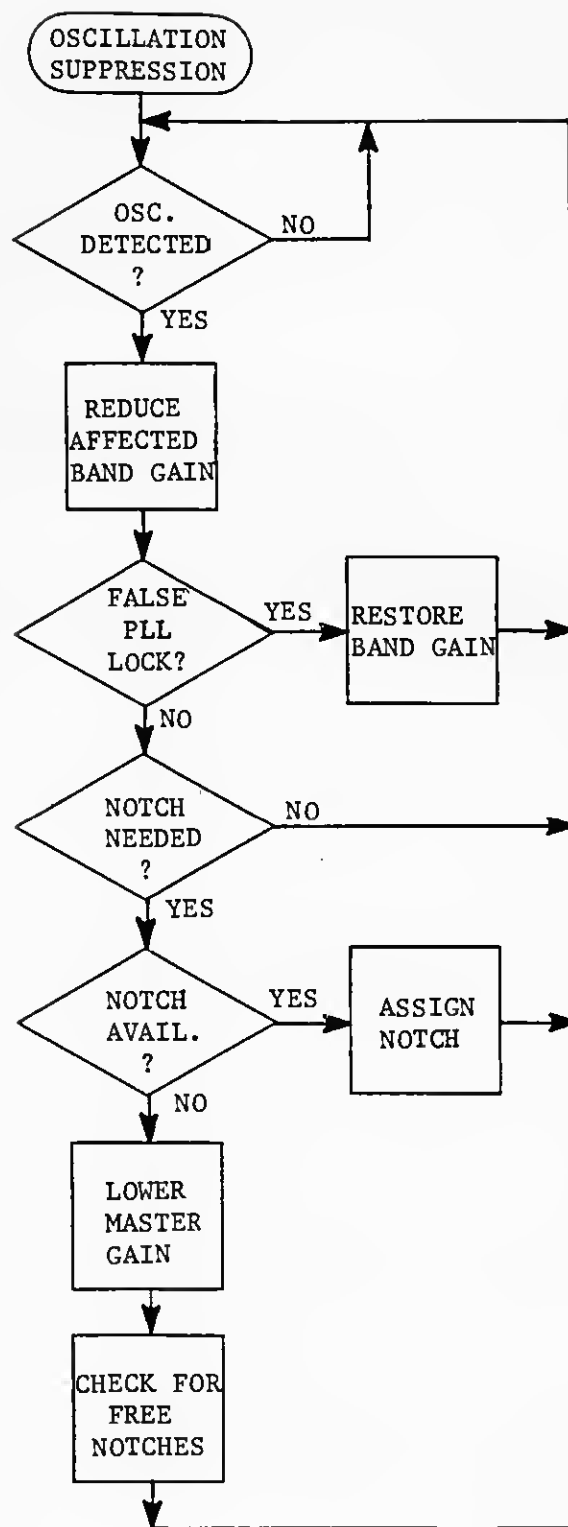 OSCILLATION
SUPPRESSION
OSC.
DETECTED
?
NO
YES
REDUCE
AFFECTED
BAND GAIN
FALSE
PLL
LOCK?
YES
RESTORE
BAND GAIN
NO
NOTCH
NEEDED
?
NO
YES
NOTCH
AVAIL.
?
YES
ASSIGN
NOTCH
NO
LOWER
MASTER
GAIN
CHECK FOR
FREE
NOTCHES